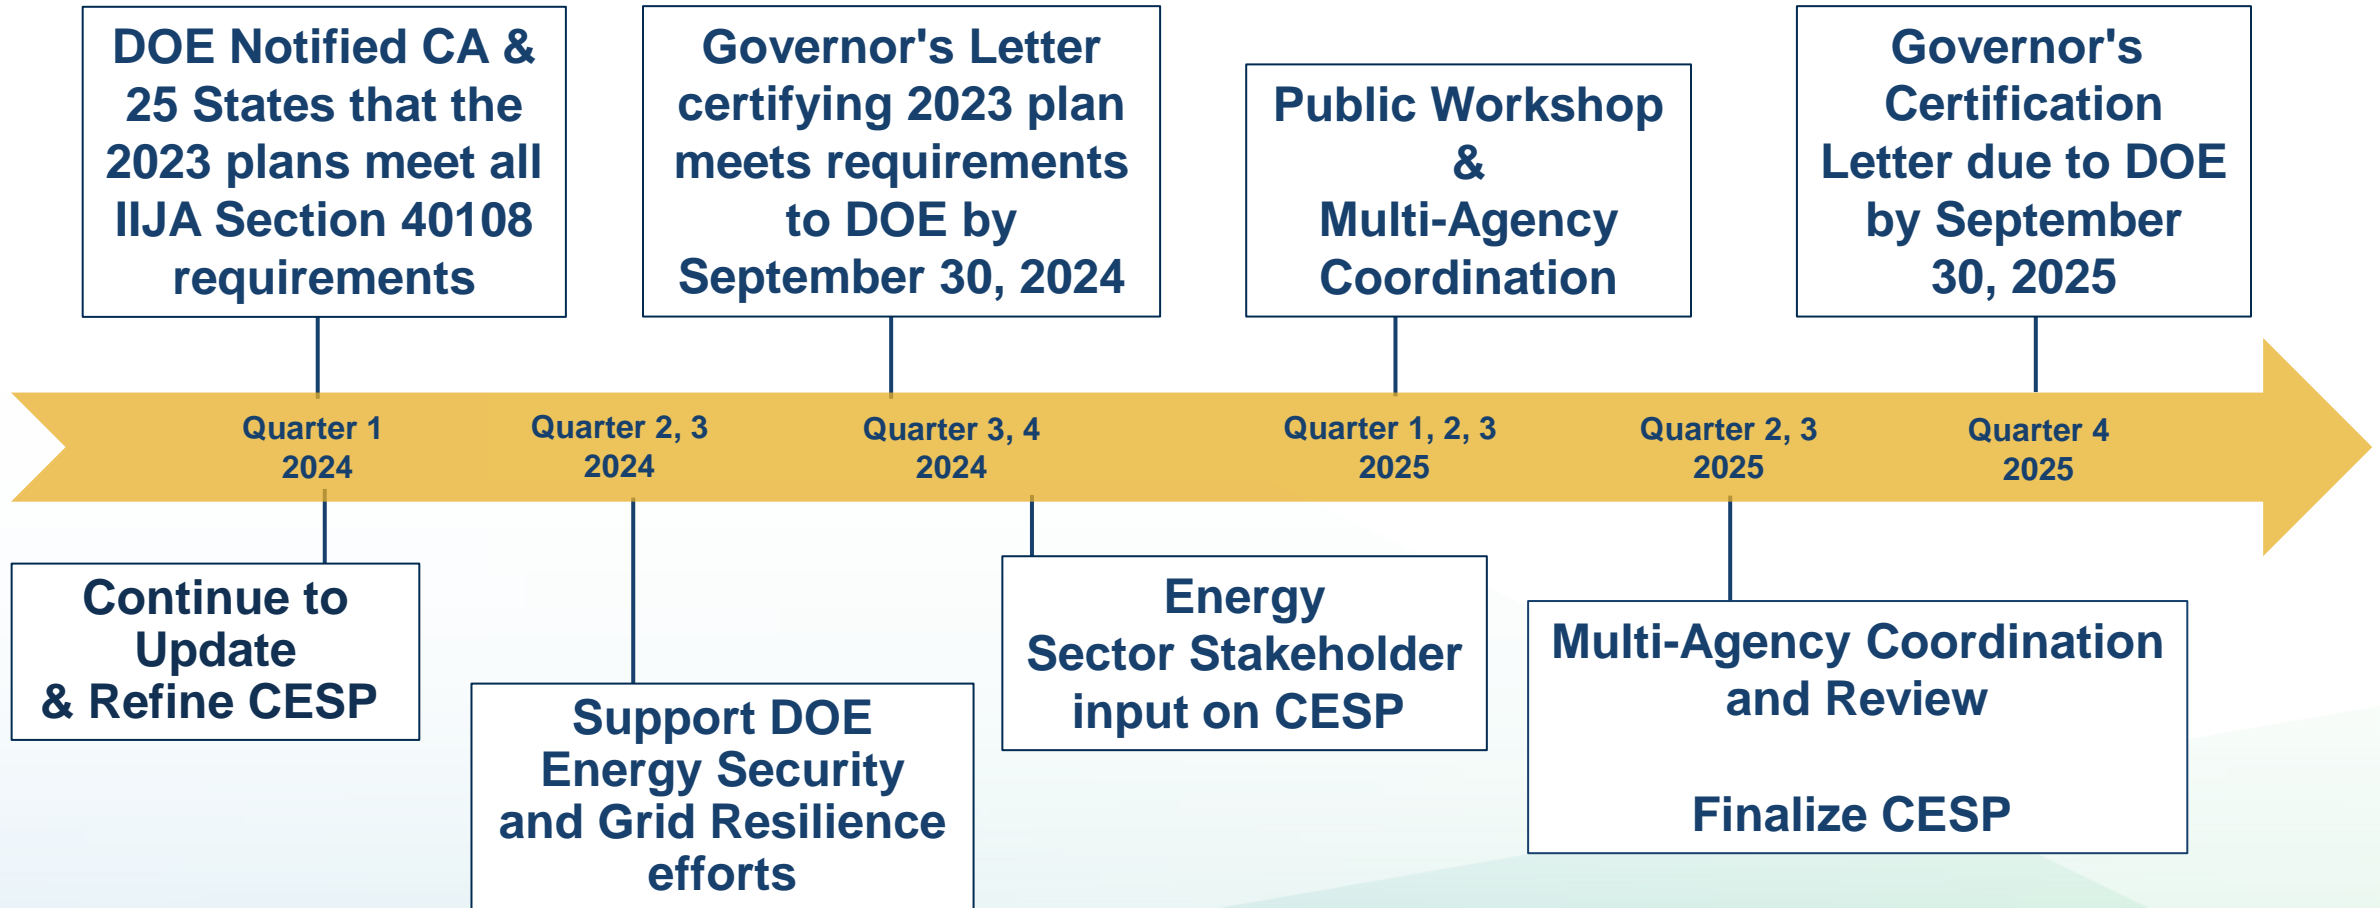 DOE Notified CA &
25 States that the
2023 plans meet all
IIJA Section 40108
requirements
Governor's Letter
certifying 2023 plan
meets requirements
to DOE by
September 30, 2024
Public Workshop
&
Multi-Agency
Coordination
Governor's
Certification
Letter due to DOE
by September
30, 2025
Quarter 1
2024
Quarter 2, 3
2024
Quarter 3, 4
2024
Quarter 1, 2, 3
2025
Quarter 2, 3
2025
Quarter 4
2025
Continue to
Update
& Refine CESP
Support DOE
Energy Security
and Grid Resilience
efforts
Energy
Sector Stakeholder
input on CESP
Multi-Agency Coordination
and Review
Finalize CESP